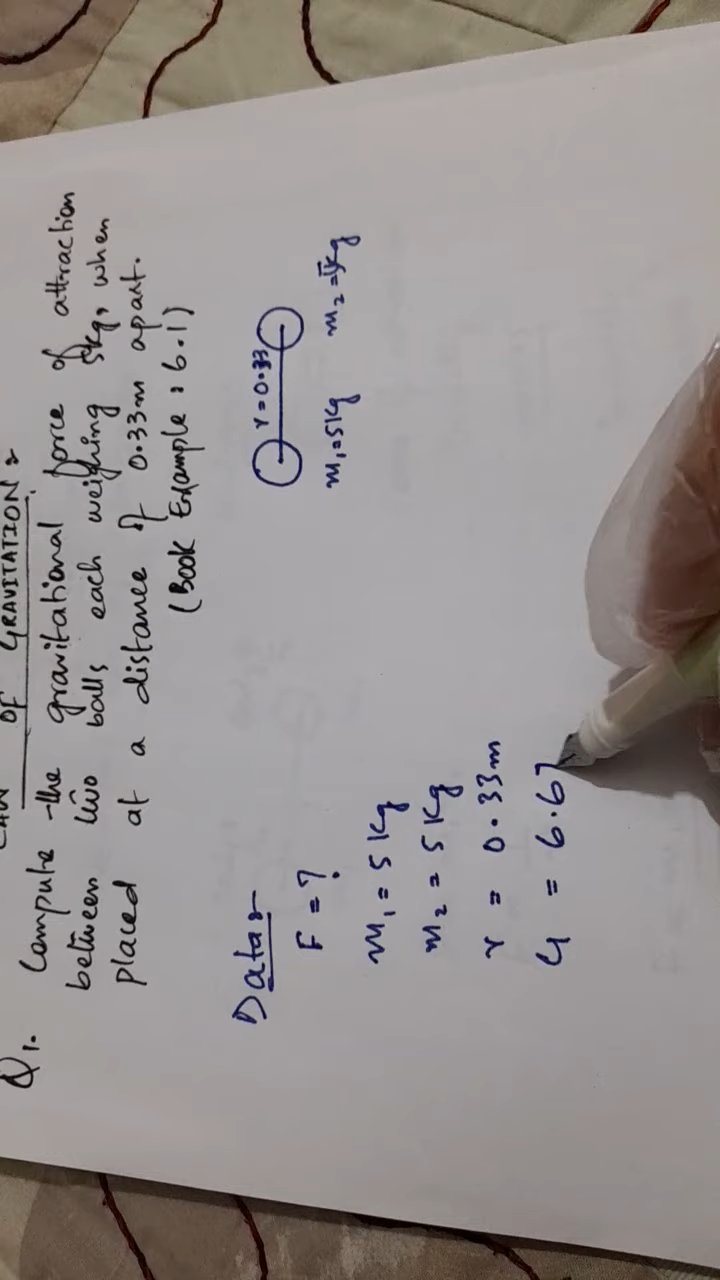 OF GRAVITATION:
Q1. Compute the gravitational force of attraction
between two balls each weighing 5kg, when
placed at a distance of 0.33m apart.
(Book Example: 6.1)
r = 0.33
m₁=5kg m₂=5kg
Data:
F = ?
m₁ = 5kg
m₂ = 5kg
r = 0.33m
G = 6.67